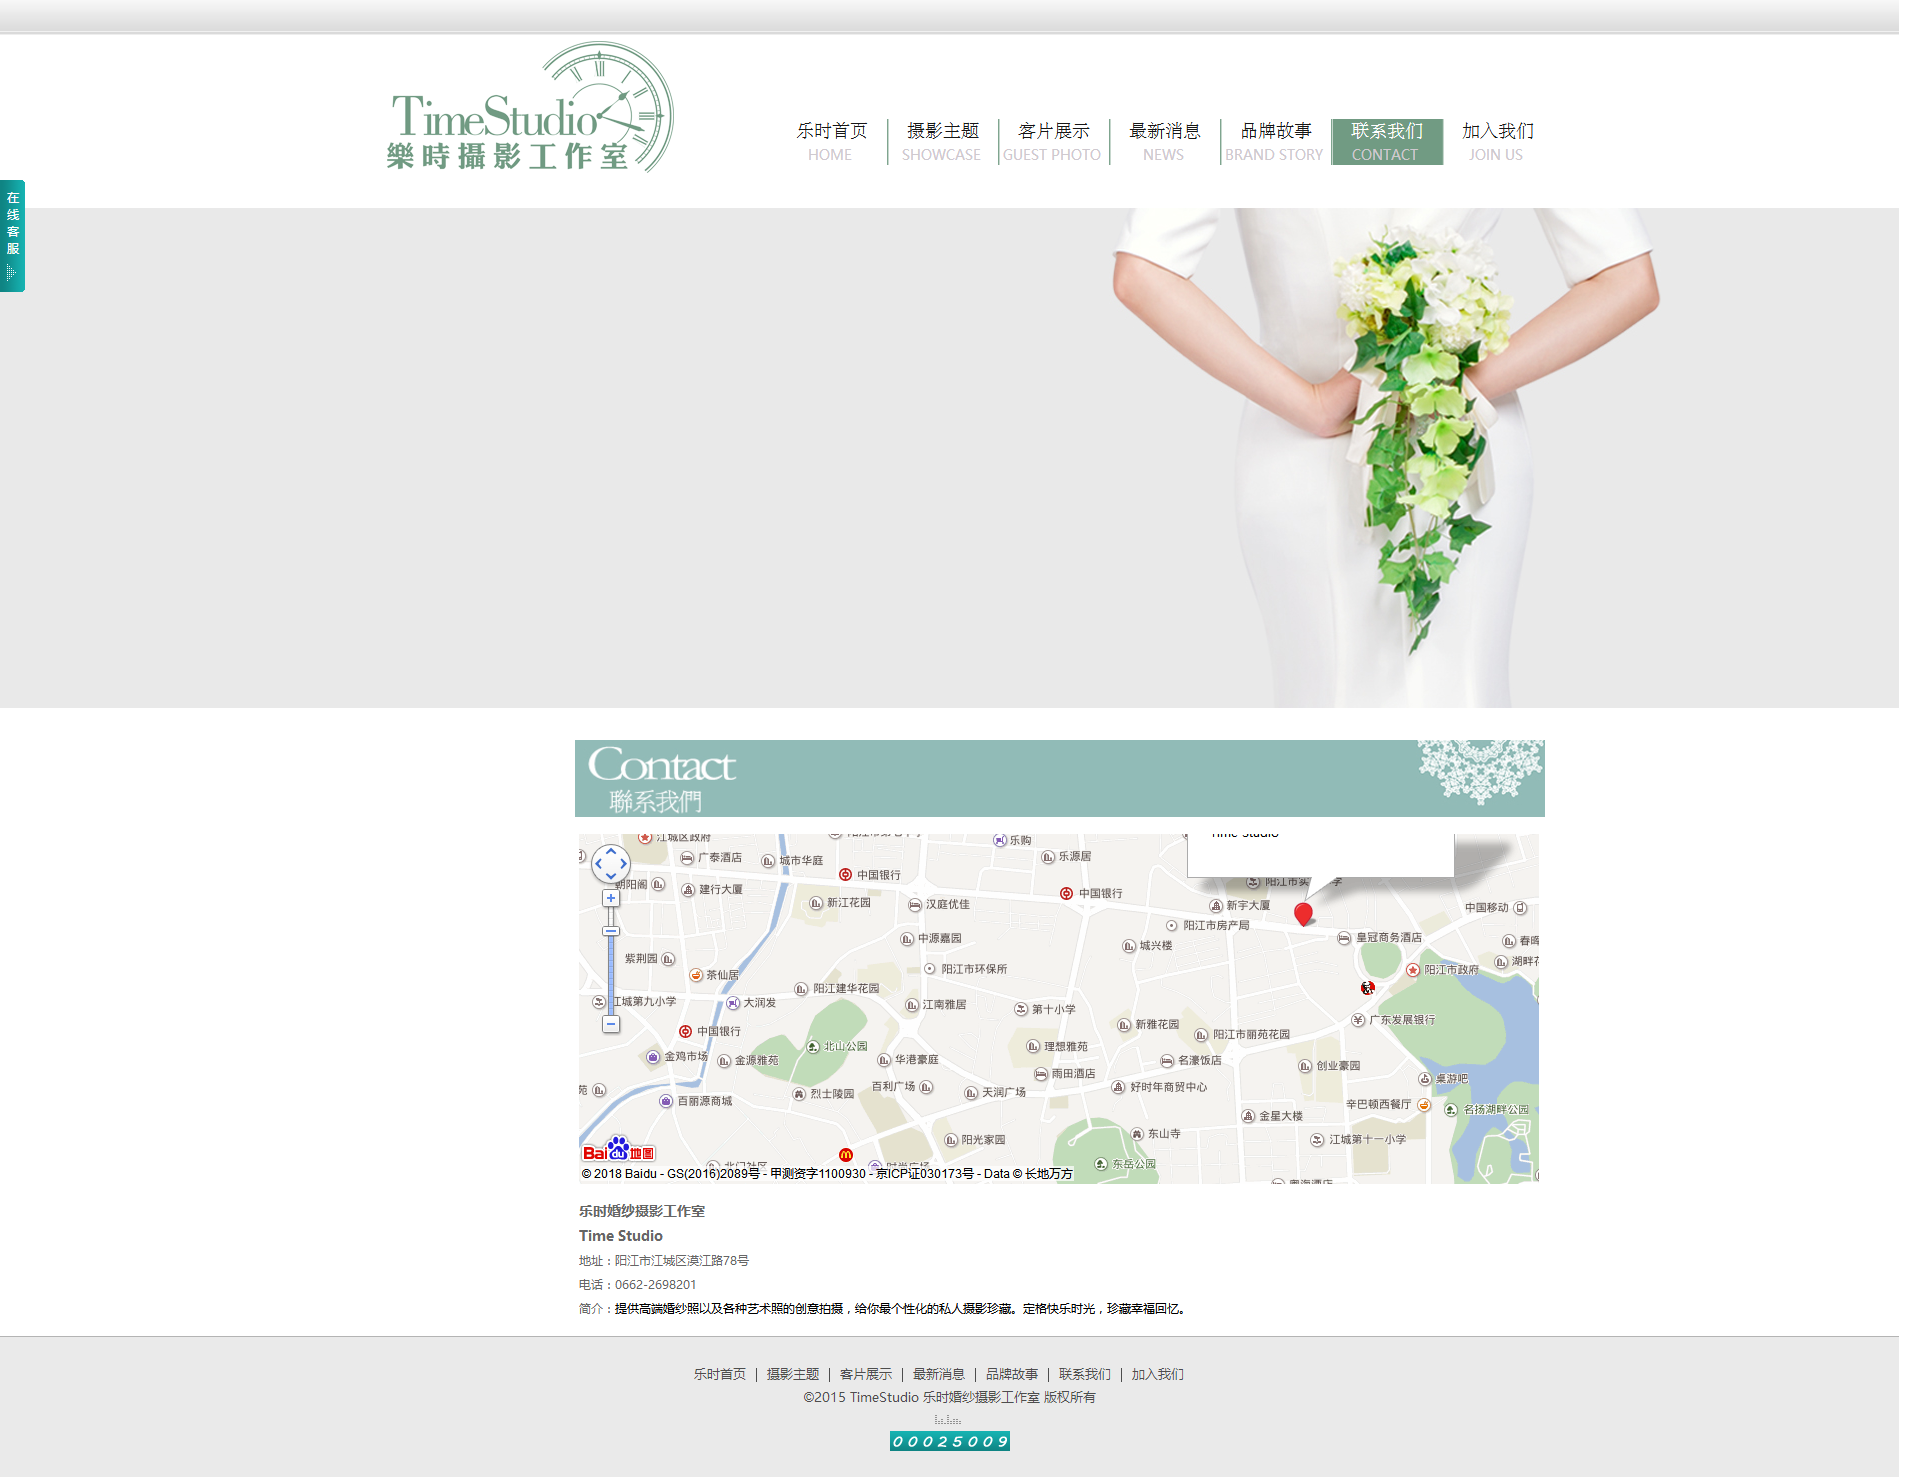 TimeStudio
樂時攝影工作室
乐时首页
HOME
摄影主题
SHOWCASE
客片展示
GUEST PHOTO
最新消息
NEWS
品牌故事
BRAND STORY
联系我们
CONTACT
加入我们
JOIN US
在线客服
Contact
聯系我們
江城区政府
乐购
Time Studio
广泰酒店
城市华庭
乐源居
中国银行
朝阳阁
建行大厦
中国银行
新江花园
汉庭优佳
新宇大厦
中国移动
阳江市房产局
中源嘉园
城兴楼
皇冠商务酒店
紫荆园
茶仙居
阳江市环保所
阳江市政府
阳江建华花园
江城第九小学
大润发
江南雅居
第十小学
广东发展银行
中国银行
新雅花园
阳江市丽苑花园
北山公园
理想雅苑
金鸡市场
金源雅苑
华港豪庭
名濠饭店
创业豪园
雨田酒店
桌游吧
苑
百利广场
天润广场
好时年商贸中心
烈士陵园
百丽源商城
辛巴顿西餐厅
名扬湖畔公园
金星大楼
东山寺
阳光家园
江城第十一小学
东岳公园
Bai du 地图
© 2018 Baidu - GS(2016)2089号 - 甲测资字1100930 - 京ICP证030173号 - Data © 长地万方
乐时婚纱摄影工作室
Time Studio
地址：阳江市江城区漠江路78号
电话：0662-2698201
简介：提供高端婚纱照以及各种艺术照的创意拍摄，给你最个性化的私人摄影珍藏。定格快乐时光，珍藏幸福回忆。
乐时首页 | 摄影主题 | 客片展示 | 最新消息 | 品牌故事 | 联系我们 | 加入我们
©2015 TimeStudio 乐时婚纱摄影工作室 版权所有
00025009